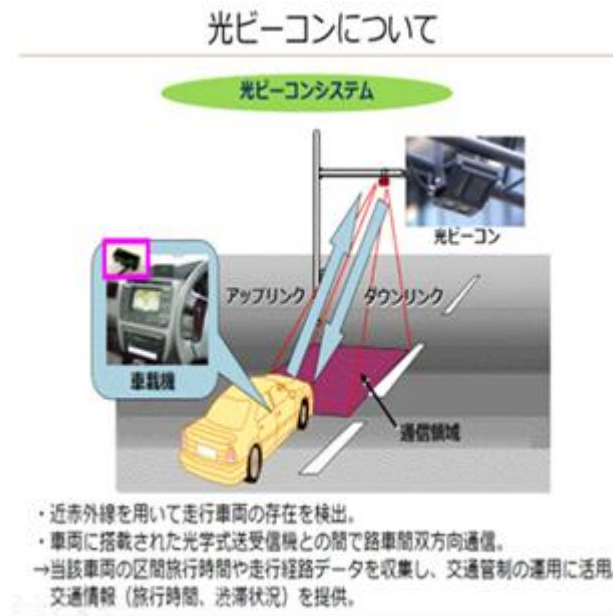 光ビーコンについて
光ビーコンシステム
光ビーコン
アップリンク
ダウンリンク
車載機
通信領域
・近赤外線を用いて走行車両の存在を検出。
・車両に搭載された光学式送受信機との間で路車間双方向通信。
→当該車両の区間旅行時間や走行経路データを収集し、交通管制の運用に活用
交通情報（旅行時間、渋滞状況）を提供。